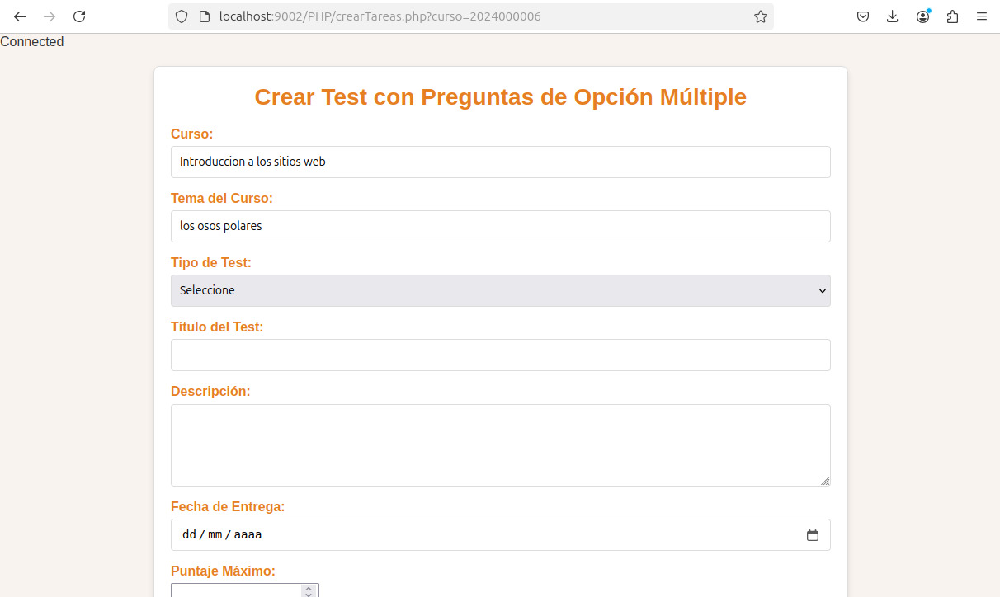 localhost:9002/PHP/crearTareas.php?curso=2024000006
Connected
Crear Test con Preguntas de Opción Múltiple
Curso:
Introduccion a los sitios web
Tema del Curso:
los osos polares
Tipo de Test:
Seleccione
Título del Test:
Descripción:
Fecha de Entrega:
dd / mm / aaaa
Puntaje Máximo: